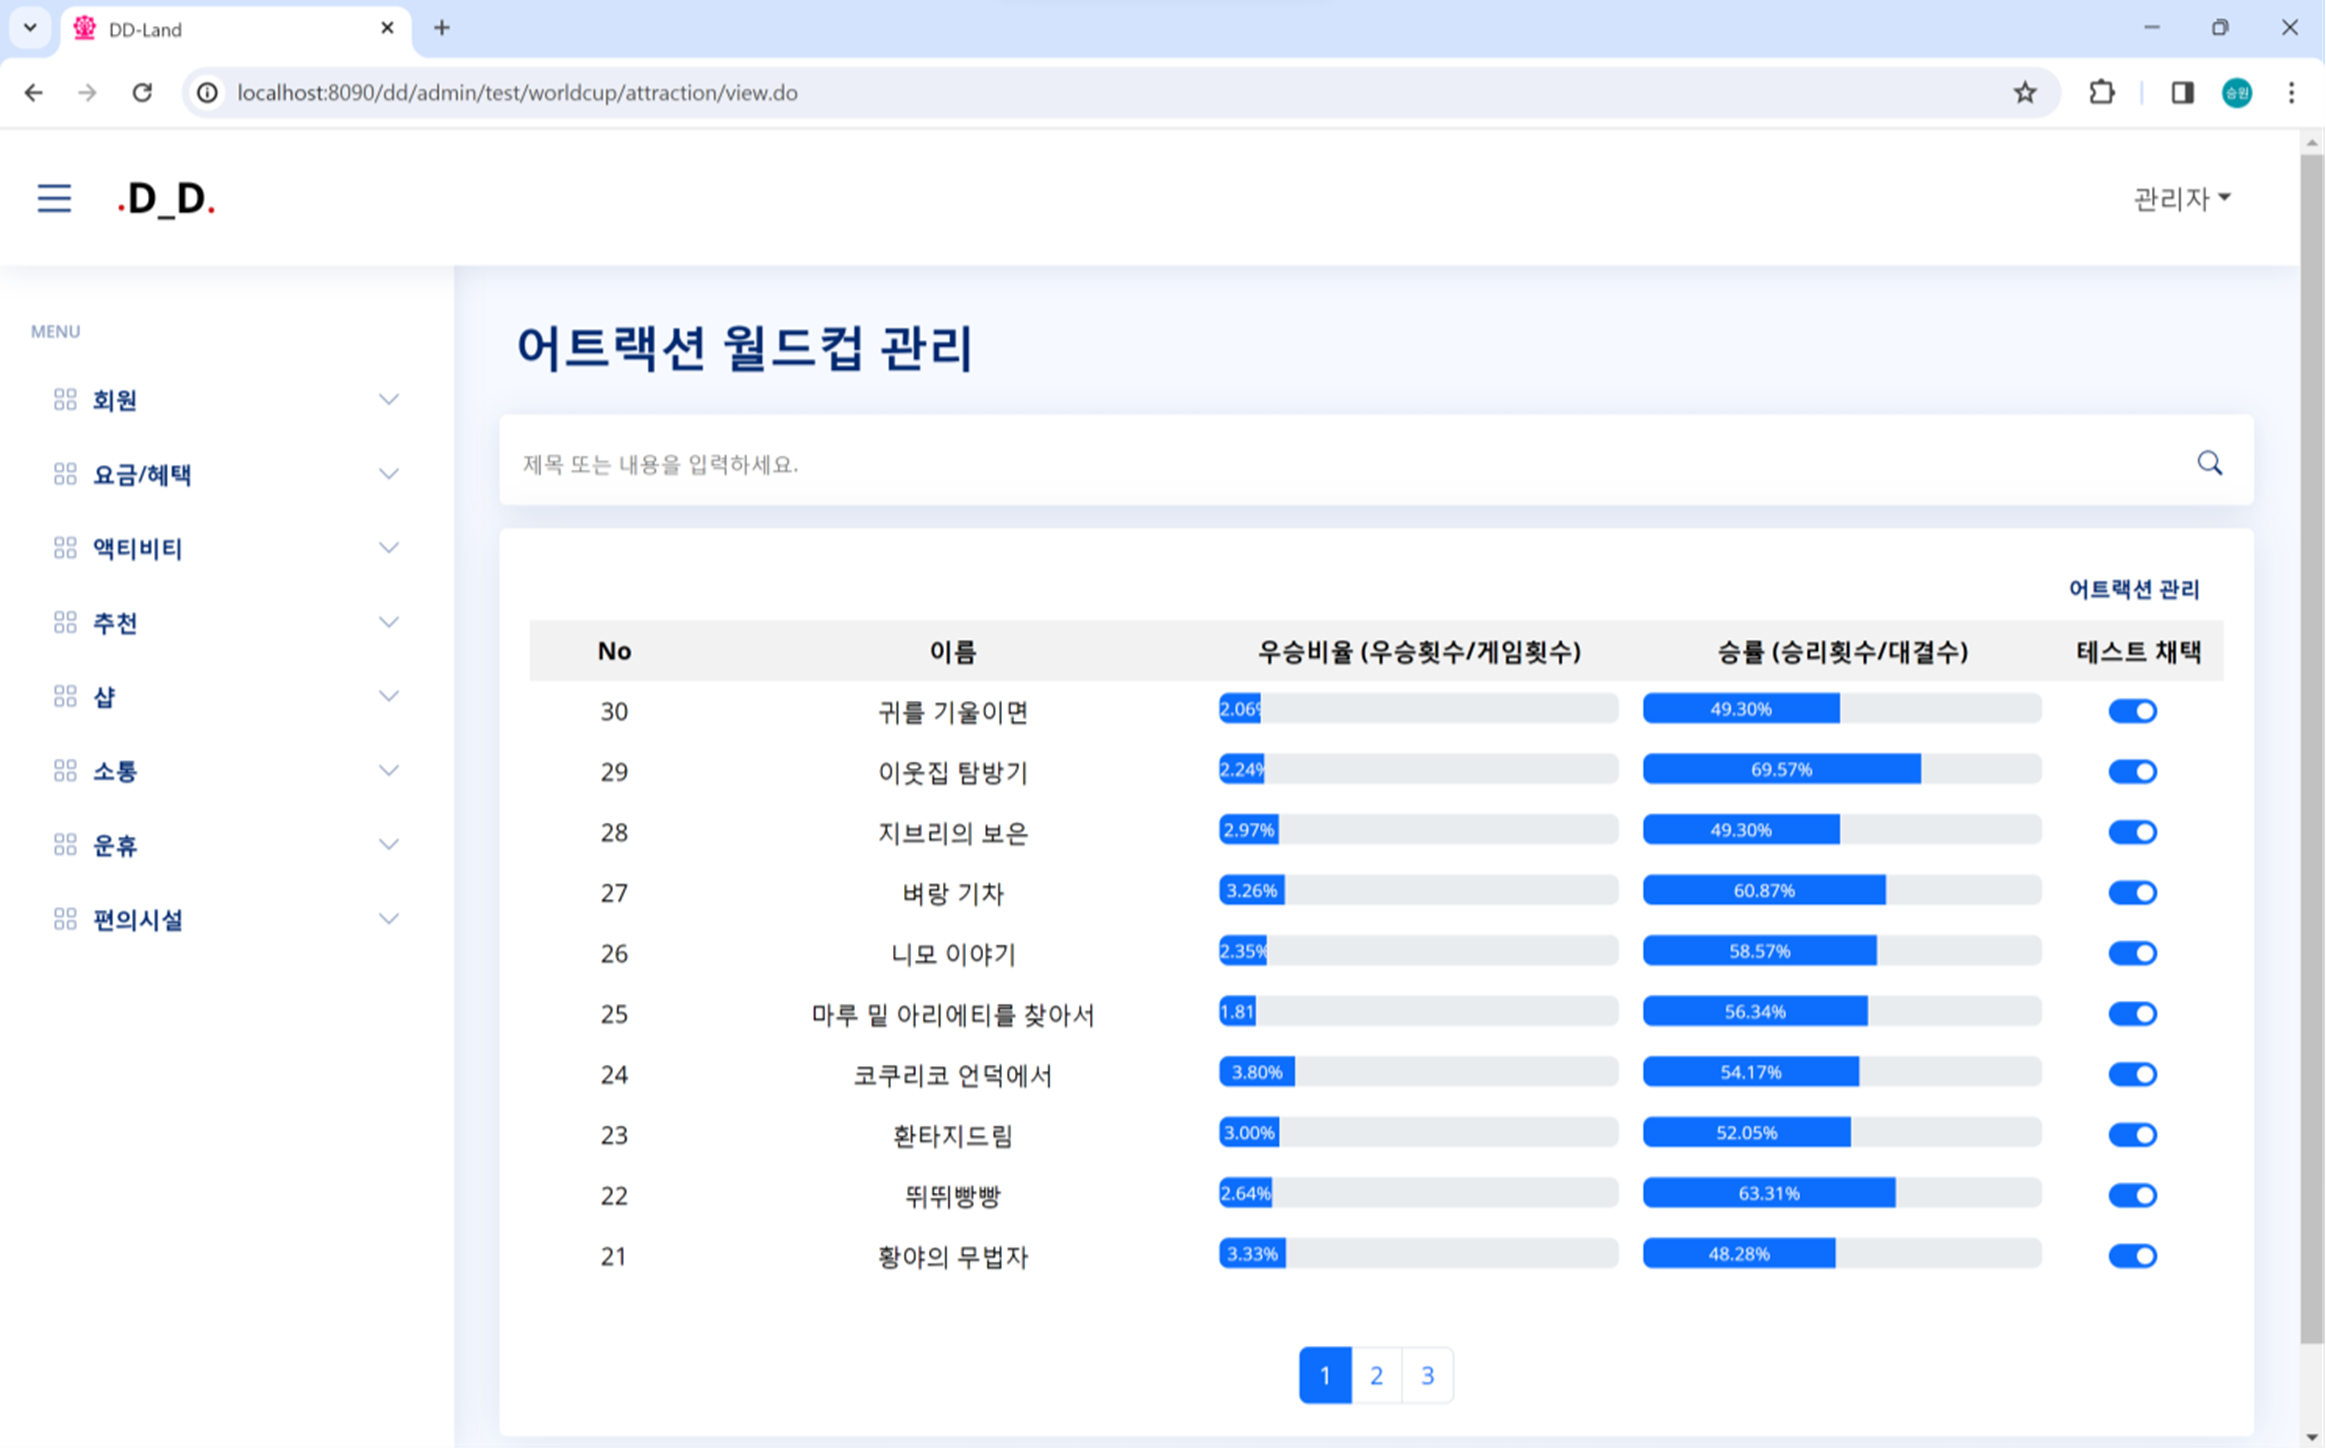 DD-Land
localhost:8090/dd/admin/test/worldcup/attraction/view.do
승원
.D_D.
관리자
MENU
회원
요금/혜택
액티비티
추천
샵
소통
운휴
편의시설
어트랙션 월드컵 관리
제목 또는 내용을 입력하세요.
어트랙션 관리
No 이름 우승비율 (우승횟수/게임횟수) 승률 (승리횟수/대결수) 테스트 채택
30 귀를 기울이면 2.06% 49.30%
29 이웃집 탐방기 2.24% 69.57%
28 지브리의 보은 2.97% 49.30%
27 벼랑 기차 3.26% 60.87%
26 니모 이야기 2.35% 58.57%
25 마루 밑 아리에티를 찾아서 1.81 56.34%
24 코쿠리코 언덕에서 3.80% 54.17%
23 환타지드림 3.00% 52.05%
22 뛰뛰빵빵 2.64% 63.31%
21 황야의 무법자 3.33% 48.28%
1 2 3